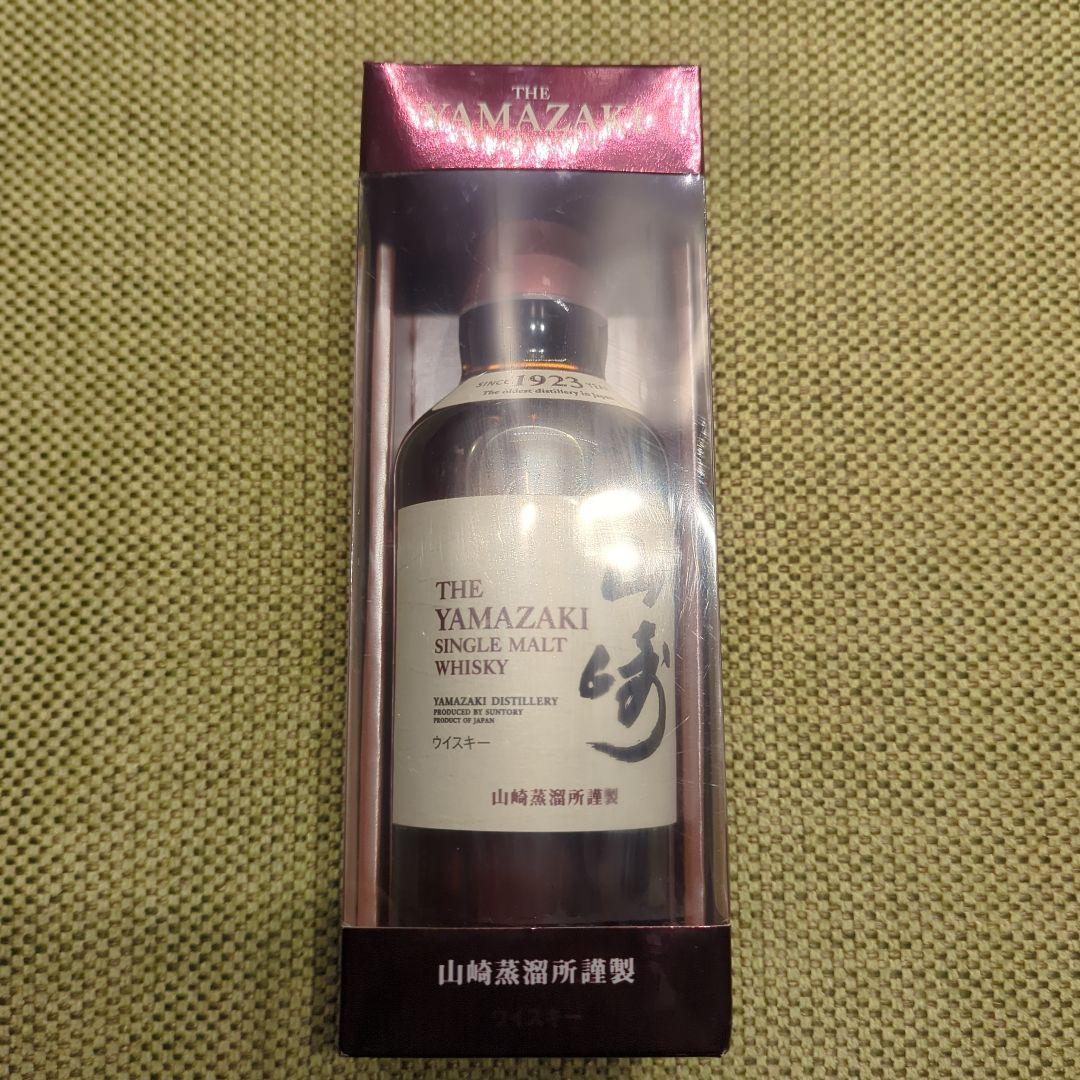 THE
YAMAZAKI
SINCE 1923
The oldest distillery in Japan
THE
YAMAZAKI
SINGLE MALT
WHISKY
YAMAZAKI DISTILLERY
PRODUCED BY SUNTORY
PRODUCT OF JAPAN
ウイスキー
山崎
山崎蒸溜所謹製
山崎蒸溜所謹製
ウイスキー